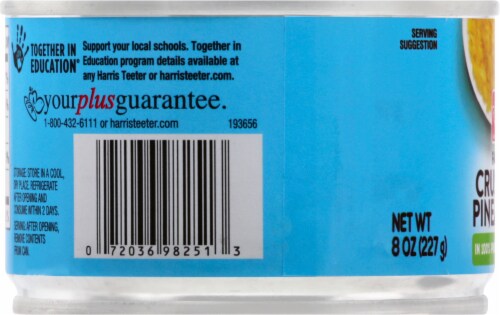 TOGETHER IN
EDUCATION
Support your local schools. Together in
Education program details available at
any Harris Teeter or harristeeter.com.
yourplusguarantee.
1-800-432-6111 or harristeeter.com
193656
STORAGE: STORE IN A COOL,
DRY PLACE. REFRIGERATE
AFTER OPENING AND
CONSUME WITHIN 2 DAYS.
SERVING: AFTER OPENING,
REMOVE CONTENTS
FROM CAN.
0 72036 98251 3
SERVING
SUGGESTION
NET WT
8 OZ (227g)
CRU
PINE
IN 100%